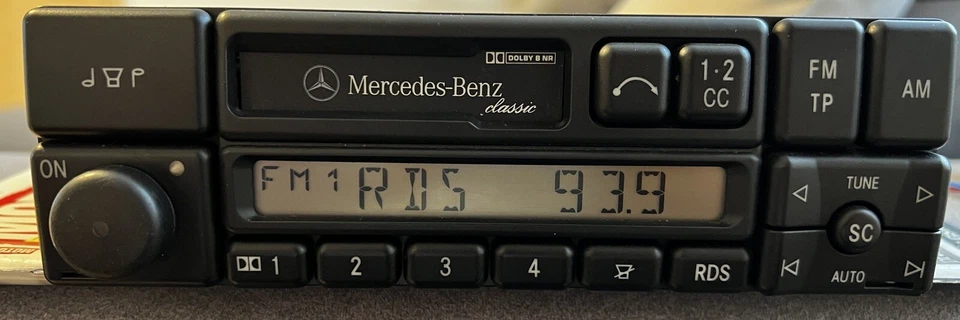 DOLBY B NR
Mercedes-Benz
classic
1·2
CC
FM
TP
AM
ON
FM1 RDS 93.9
TUNE
SC
AUTO
1
2
3
4
RDS